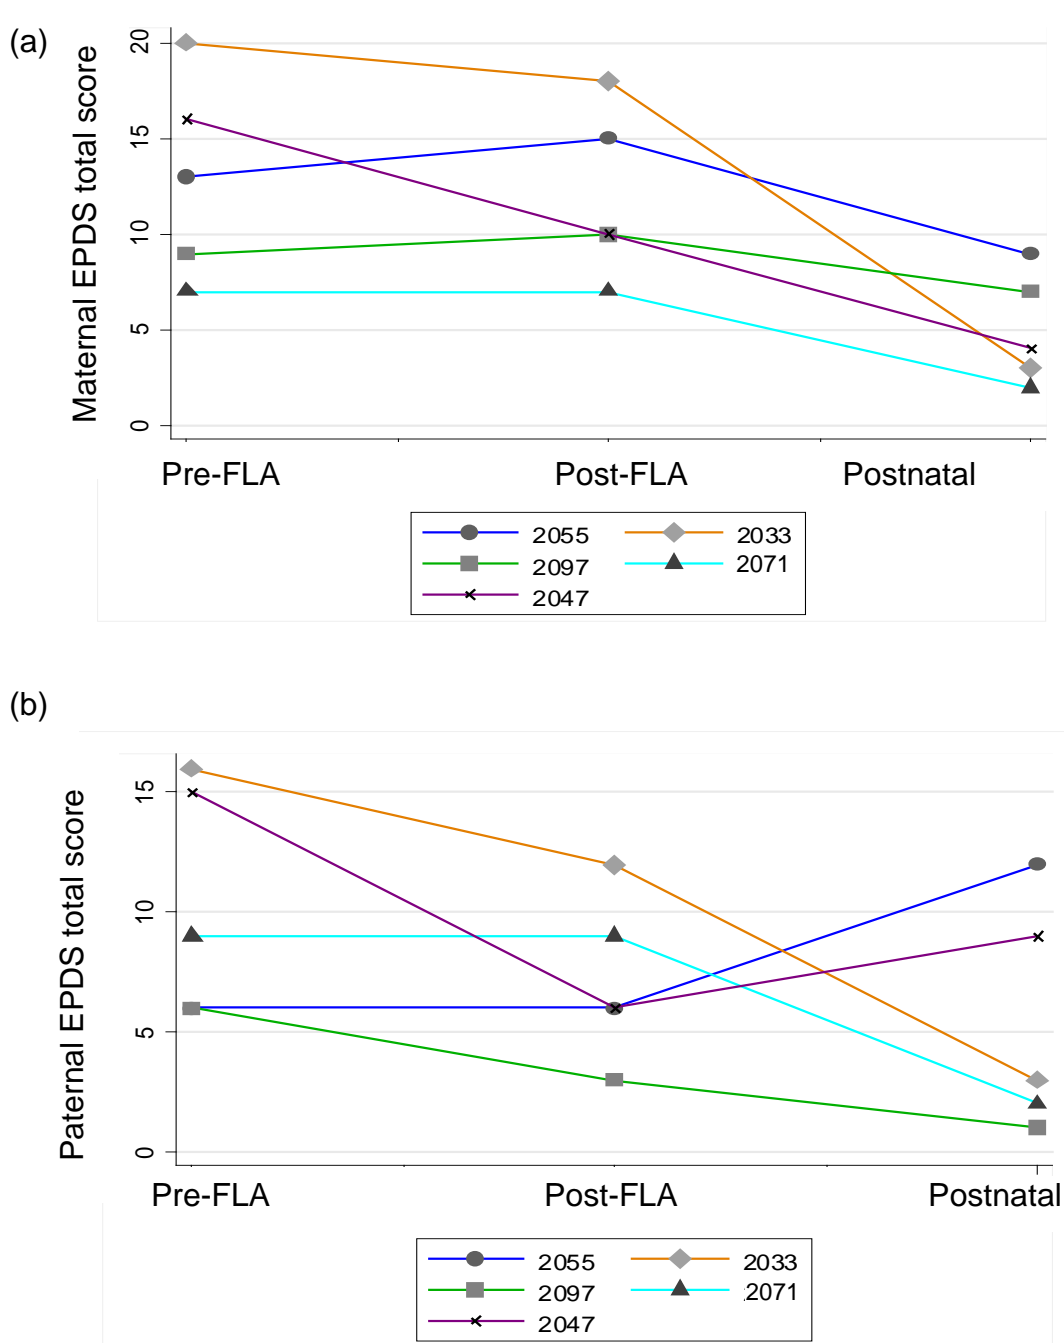 (a)
Maternal EPDS total score
20
15
10
5
0
Pre-FLA Post-FLA Postnatal
2055 2033
2097 2071
2047
(b)
Paternal EPDS total score
15
10
5
0
Pre-FLA Post-FLA Postnatal
2055 2033
2097 2071
2047